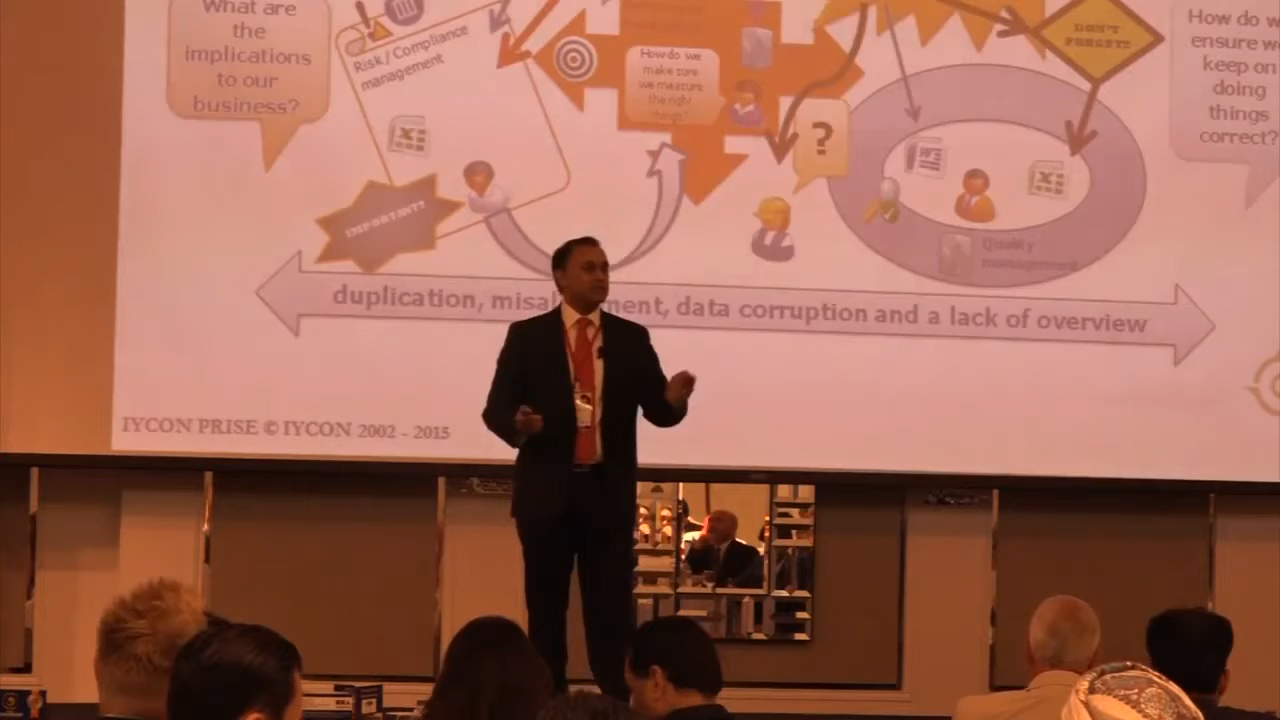 What are
the
implications
to our
business?
Risk / Compliance
management
IMPORTANT!
How do we
make sure
we measure
the right
things?
?
DON'T
FORGET!
Quality
management
How do w
ensure w
keep on
doing
things
correct?
duplication, misal ment, data corruption and a lack of overview
IYCON PRISE © IYCON 2002 - 2015